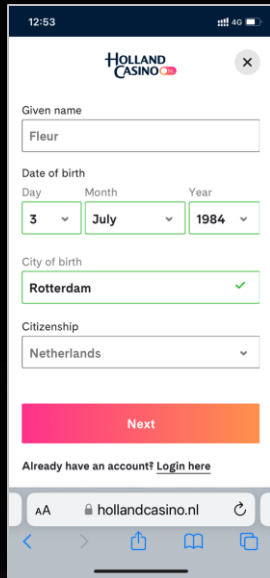 12:53
4G
HOLLAND
CASINO
Given name
Fleur
Date of birth
Day Month Year
3 July 1984
City of birth
Rotterdam
Citizenship
Netherlands
Next
Already have an account? Login here
AA hollandcasino.nl